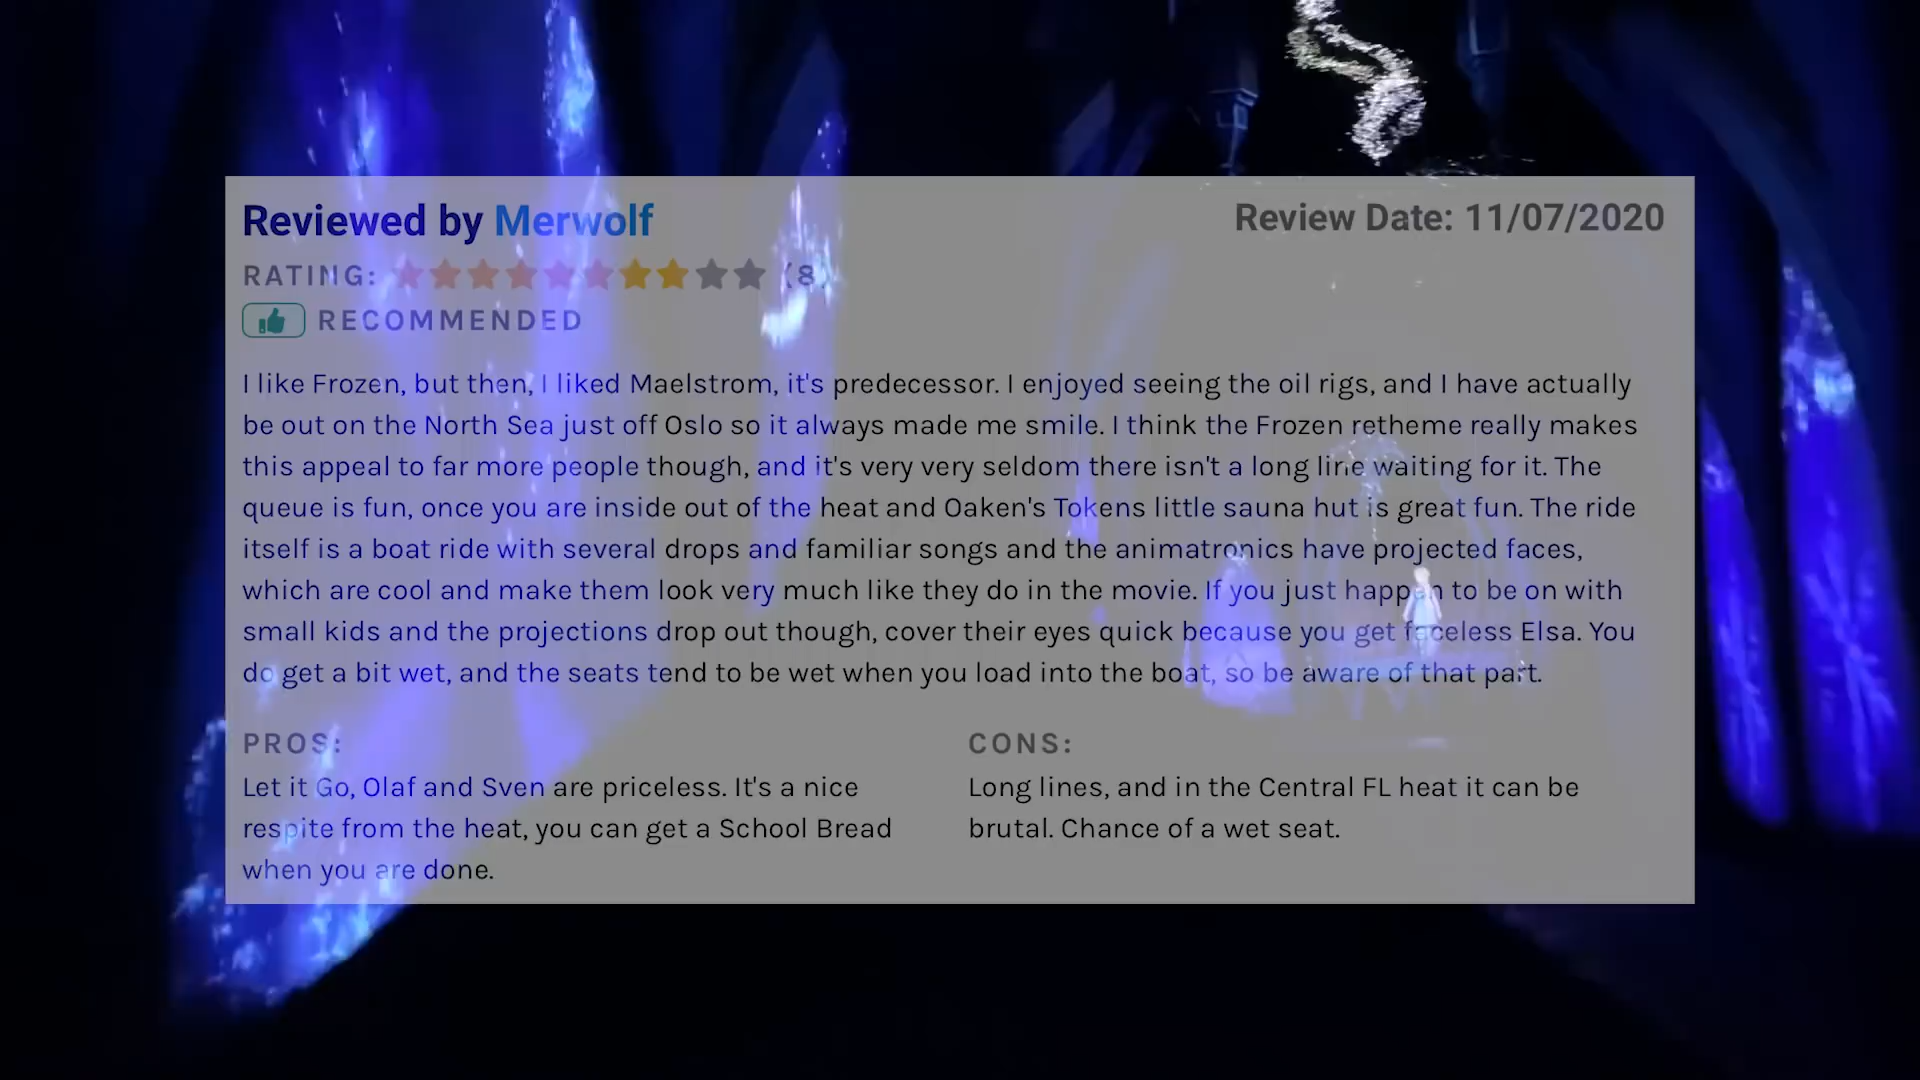 Reviewed by Merwolf
Review Date: 11/07/2020
RATING: (8)
RECOMMENDED
I like Frozen, but then, I liked Maelstrom, it's predecessor. I enjoyed seeing the oil rigs, and I have actually
be out on the North Sea just off Oslo so it always made me smile. I think the Frozen retheme really makes
this appeal to far more people though, and it's very very seldom there isn't a long line waiting for it. The
queue is fun, once you are inside out of the heat and Oaken's Tokens little sauna hut is great fun. The ride
itself is a boat ride with several drops and familiar songs and the animatronics have projected faces,
which are cool and make them look very much like they do in the movie. If you just happen to be on with
small kids and the projections drop out though, cover their eyes quick because you get faceless Elsa. You
do get a bit wet, and the seats tend to be wet when you load into the boat, so be aware of that part.
PROS:
Let it Go, Olaf and Sven are priceless. It's a nice
respite from the heat, you can get a School Bread
when you are done.
CONS:
Long lines, and in the Central FL heat it can be
brutal. Chance of a wet seat.